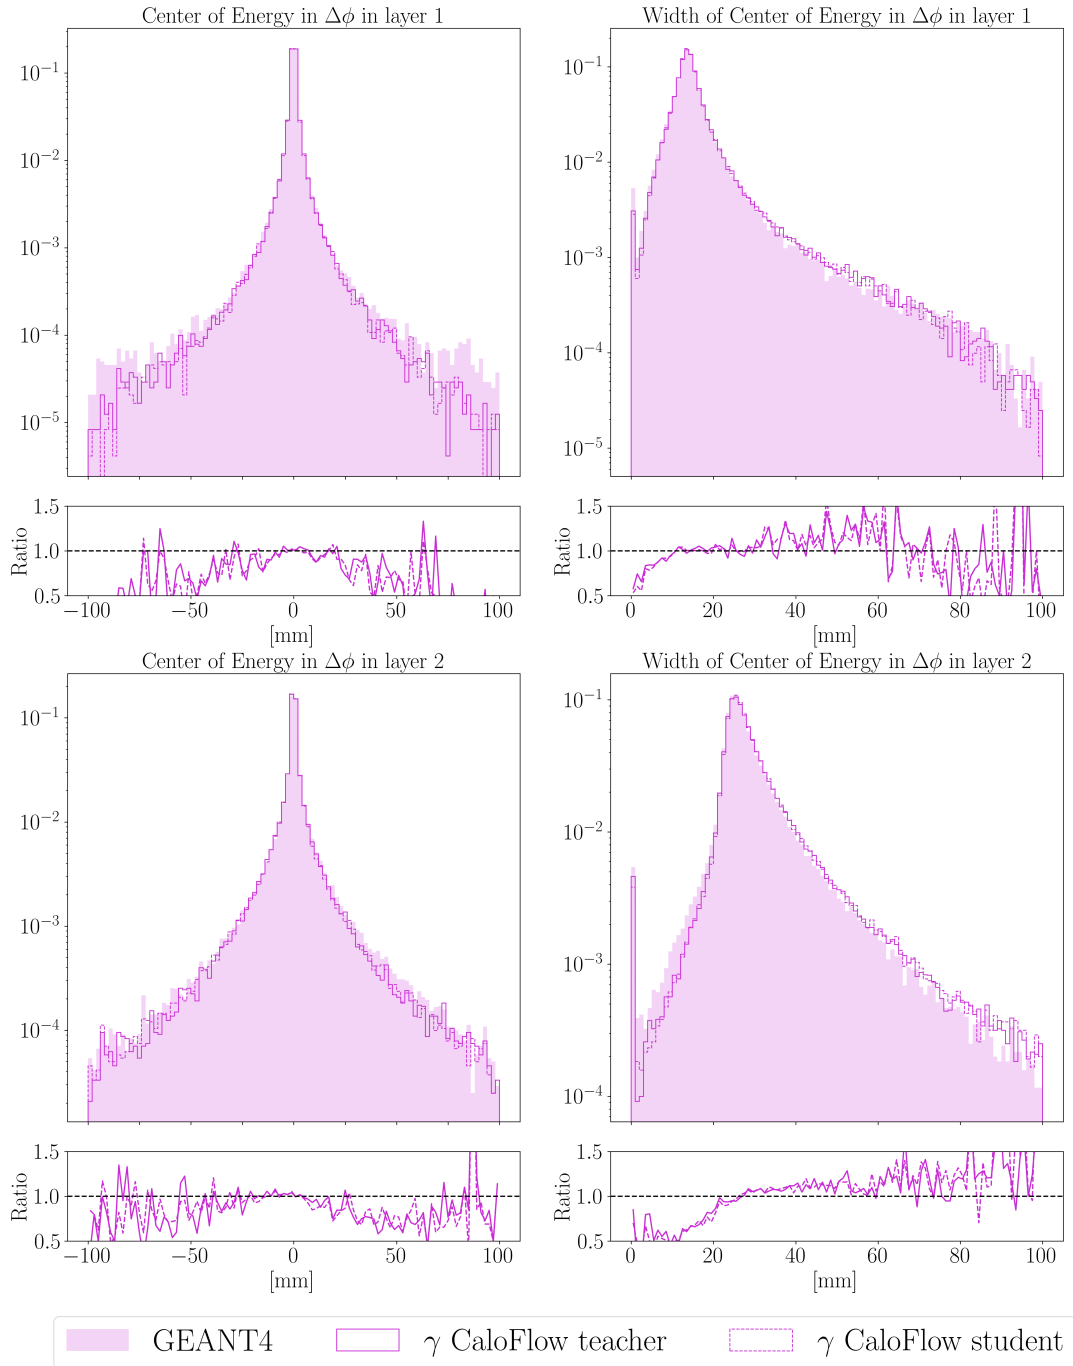 Center of Energy in Δϕ in layer 1
10⁻¹
10⁻²
10⁻³
10⁻⁴
10⁻⁵
Ratio
1.5
1.0
0.5
−100 −50 0 50 100
[mm]
Width of Center of Energy in Δϕ in layer 1
10⁻¹
10⁻²
10⁻³
10⁻⁴
10⁻⁵
Ratio
1.5
1.0
0.5
0 20 40 60 80 100
[mm]
Center of Energy in Δϕ in layer 2
10⁻¹
10⁻²
10⁻³
10⁻⁴
Ratio
1.5
1.0
0.5
−100 −50 0 50 100
[mm]
Width of Center of Energy in Δϕ in layer 2
10⁻¹
10⁻²
10⁻³
10⁻⁴
Ratio
1.5
1.0
0.5
0 20 40 60 80 100
[mm]
GEANT4 γ CaloFlow teacher γ CaloFlow student